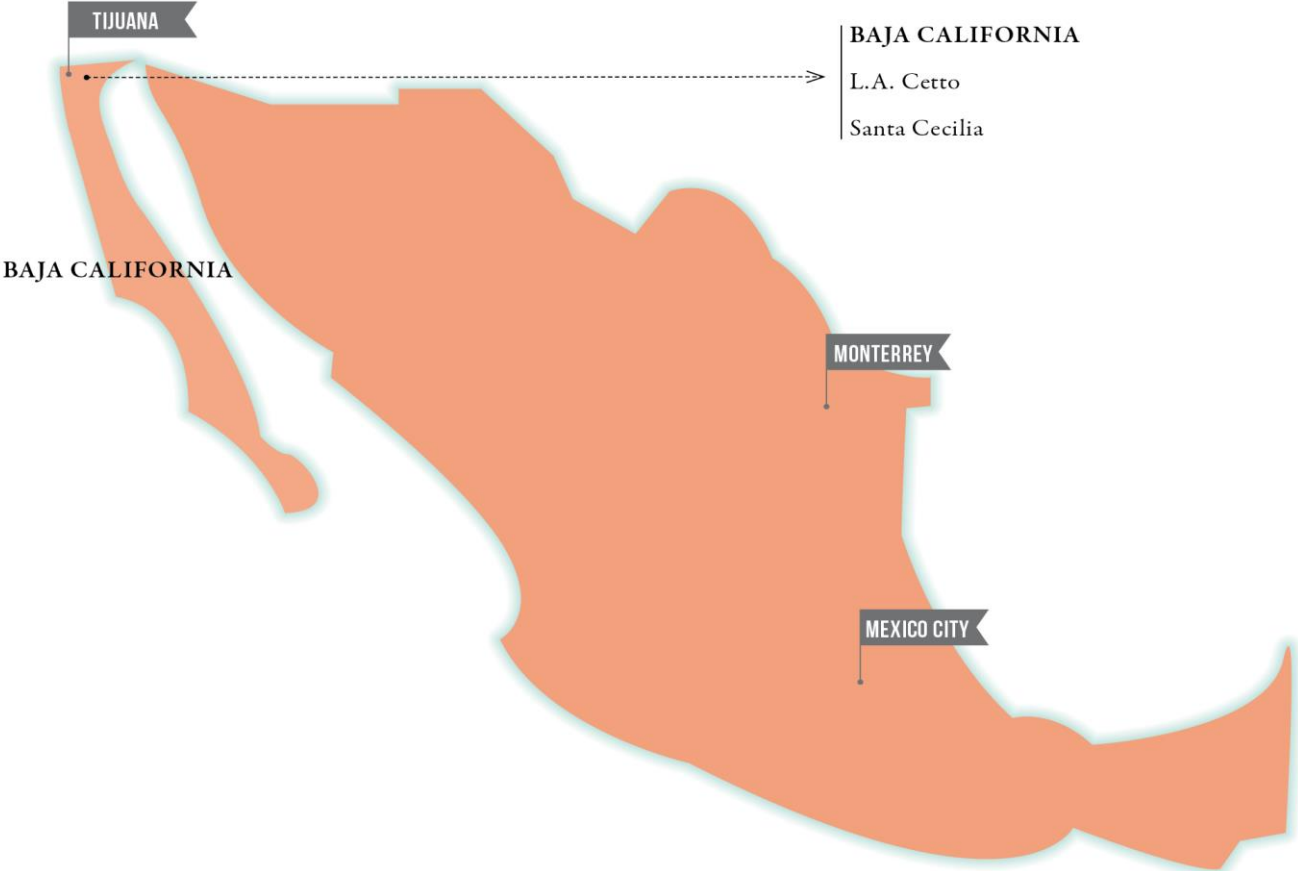 TIJUANA
BAJA CALIFORNIA
L.A. Cetto
Santa Cecilia
BAJA CALIFORNIA
MONTERREY
MEXICO CITY